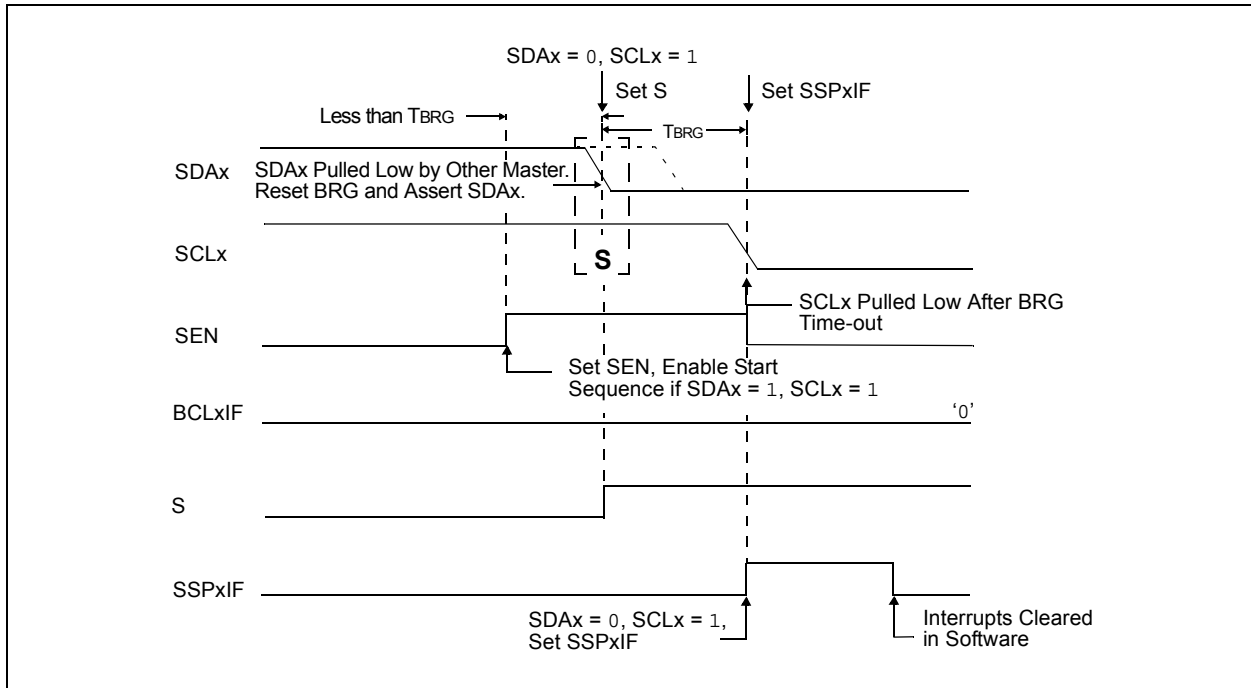 SDAx = 0, SCLx = 1
Set S
Set SSPxIF
Less than TBRG
TBRG
SDAx
SDAx Pulled Low by Other Master.
Reset BRG and Assert SDAx.
SCLx
S
SCLx Pulled Low After BRG
Time-out
SEN
Set SEN, Enable Start
Sequence if SDAx = 1, SCLx = 1
BCLxIF
‘0’
S
SSPxIF
SDAx = 0, SCLx = 1,
Set SSPxIF
Interrupts Cleared
in Software